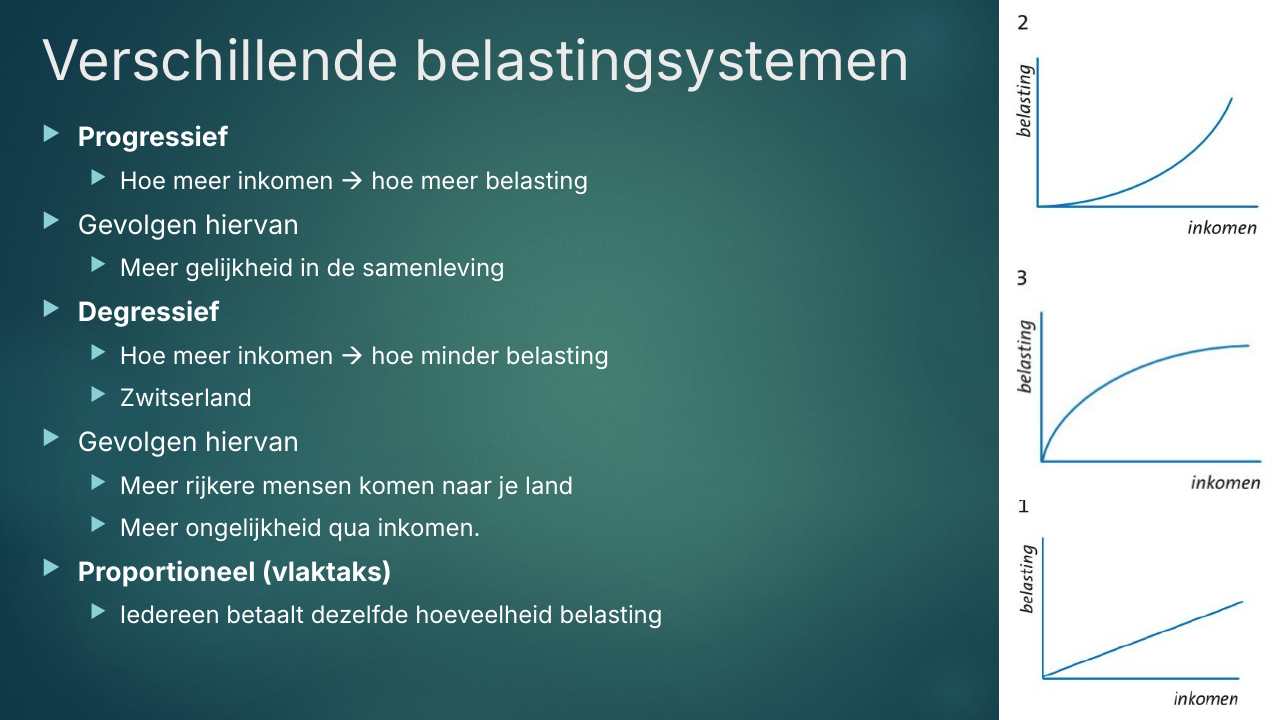 Verschillende belastingsystemen
Progressief
Hoe meer inkomen → hoe meer belasting
Gevolgen hiervan
Meer gelijkheid in de samenleving
Degressief
Hoe meer inkomen → hoe minder belasting
Zwitserland
Gevolgen hiervan
Meer rijkere mensen komen naar je land
Meer ongelijkheid qua inkomen.
Proportioneel (vlaktaks)
Iedereen betaalt dezelfde hoeveelheid belasting
2
belasting
inkomen
3
belasting
inkomen
1
belasting
inkomen